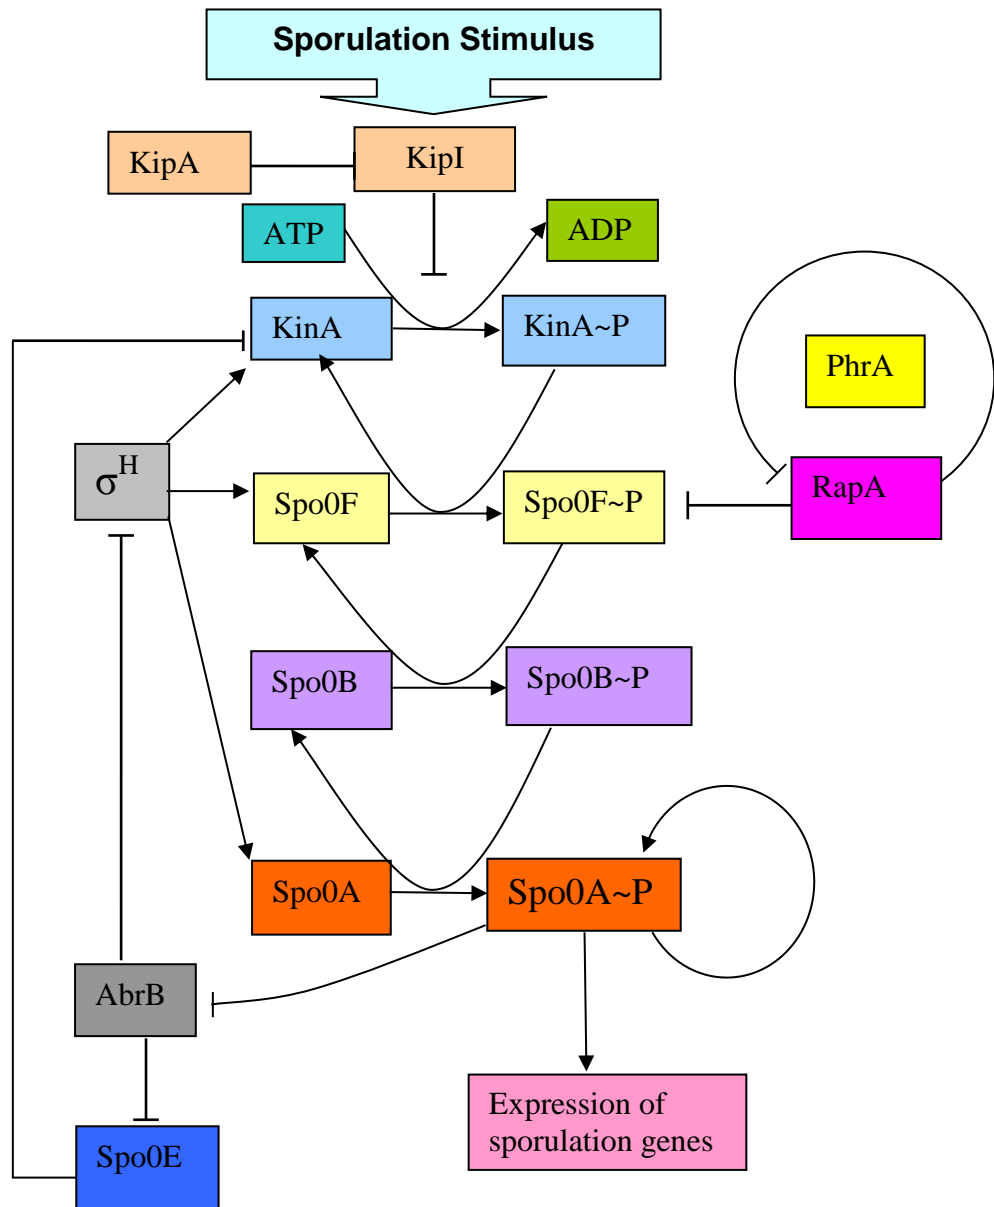 Sporulation Stimulus
KipA
KipI
ATP
ADP
KinA
KinA~P
PhrA
σH
Spo0F
Spo0F~P
RapA
Spo0B
Spo0B~P
Spo0A
Spo0A~P
AbrB
Expression of
sporulation genes
Spo0E